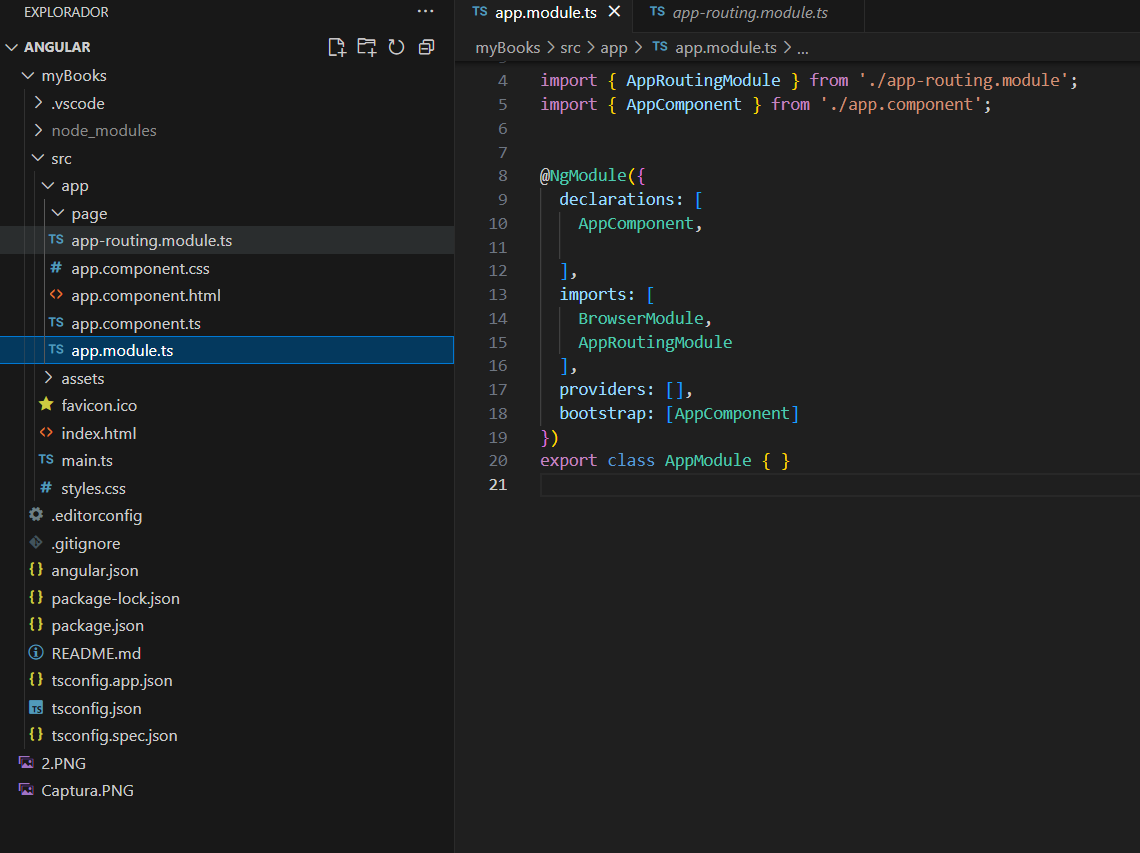 EXPLORADOR ...
ANGULAR
myBooks
.vscode
node_modules
src
app
page
TS app-routing.module.ts
# app.component.css
<> app.component.html
TS app.component.ts
TS app.module.ts
assets
favicon.ico
<> index.html
TS main.ts
# styles.css
.editorconfig
.gitignore
{} angular.json
{} package-lock.json
{} package.json
README.md
{} tsconfig.app.json
TS tsconfig.json
{} tsconfig.spec.json
2.PNG
Captura.PNG
TS app.module.ts × TS app-routing.module.ts
myBooks > src > app > TS app.module.ts > ...
4 import { AppRoutingModule } from './app-routing.module';
5 import { AppComponent } from './app.component';
6
7
8 @NgModule({
9 declarations: [
10 AppComponent,
11
12 ],
13 imports: [
14 BrowserModule,
15 AppRoutingModule
16 ],
17 providers: [],
18 bootstrap: [AppComponent]
19 })
20 export class AppModule { }
21